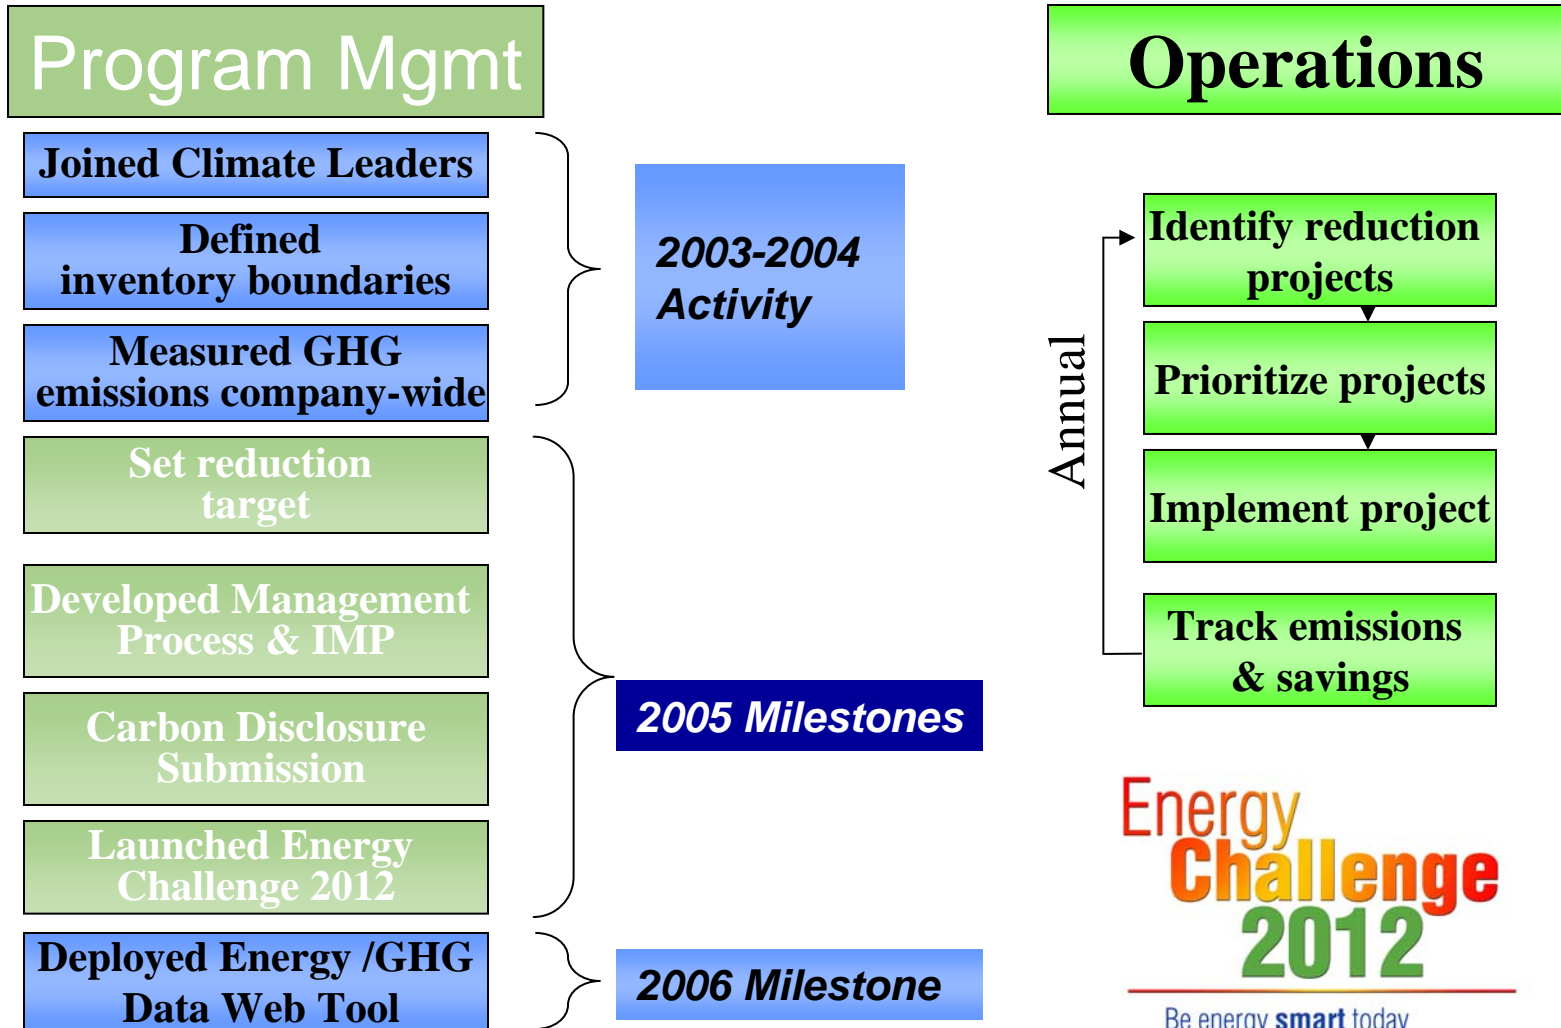 Program Mgmt
Joined Climate Leaders
Defined
inventory boundaries
Measured GHG
emissions company-wide
Set reduction
target
Developed Management
Process & IMP
Carbon Disclosure
Submission
Launched Energy
Challenge 2012
Deployed Energy /GHG
Data Web Tool
2003-2004
Activity
2005 Milestones
2006 Milestone
Operations
Annual
Identify reduction
projects
Prioritize projects
Implement project
Track emissions
& savings
Energy
Challenge
2012
Be energy smart today